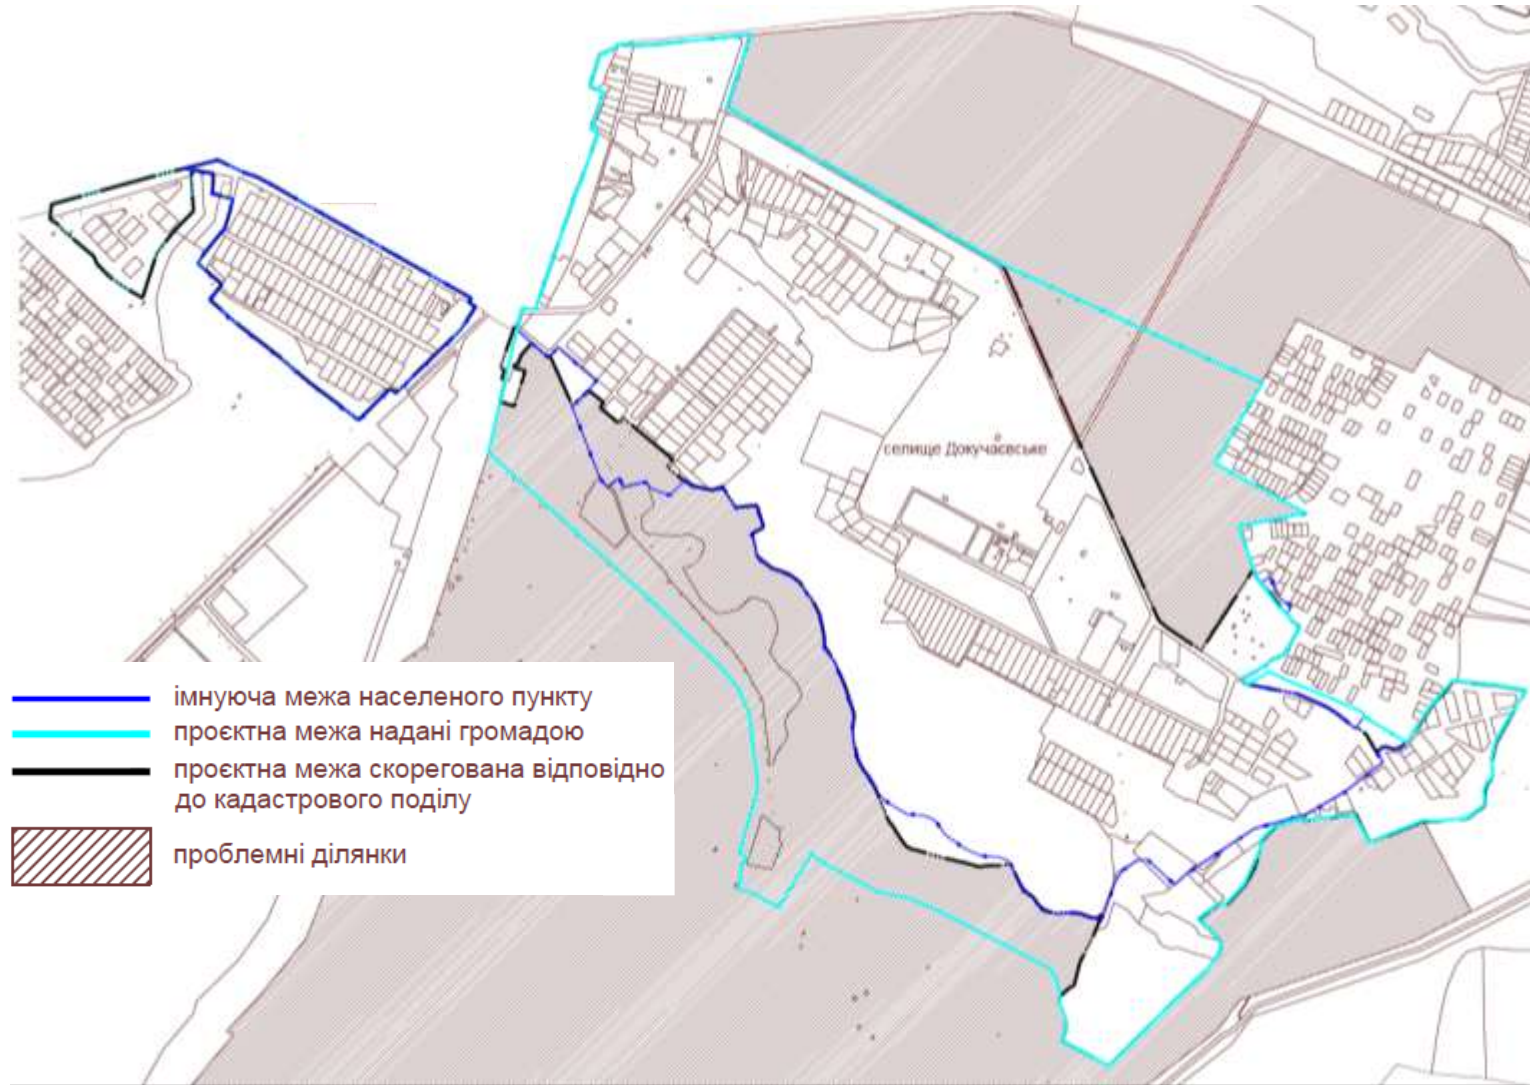 селище Докучаєвське
імнуюча межа населеного пункту
проєктна межа надані громадою
проєктна межа скорегована відповідно
до кадастрового поділу
проблемні ділянки